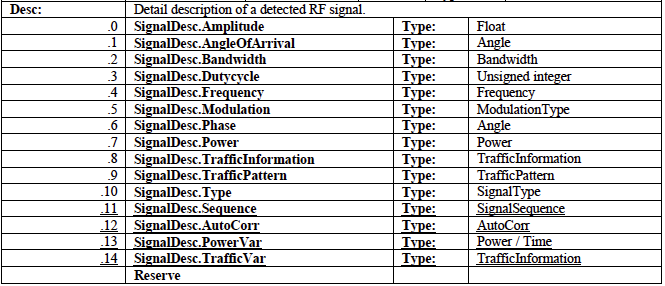 Desc: Detail description of a detected RF signal.
.0 SignalDesc.Amplitude Type: Float
.1 SignalDesc.AngleOfArrival Type: Angle
.2 SignalDesc.Bandwidth Type: Bandwidth
.3 SignalDesc.Dutycycle Type: Unsigned integer
.4 SignalDesc.Frequency Type: Frequency
.5 SignalDesc.Modulation Type: ModulationType
.6 SignalDesc.Phase Type: Angle
.7 SignalDesc.Power Type: Power
.8 SignalDesc.TrafficInformation Type: TrafficInformation
.9 SignalDesc.TrafficPattern Type: TrafficPattern
.10 SignalDesc.Type Type: SignalType
.11 SignalDesc.Sequence Type: SignalSequence
.12 SignalDesc.AutoCorr Type: AutoCorr
.13 SignalDesc.PowerVar Type: Power / Time
.14 SignalDesc.TrafficVar Type: TrafficInformation
Reserve